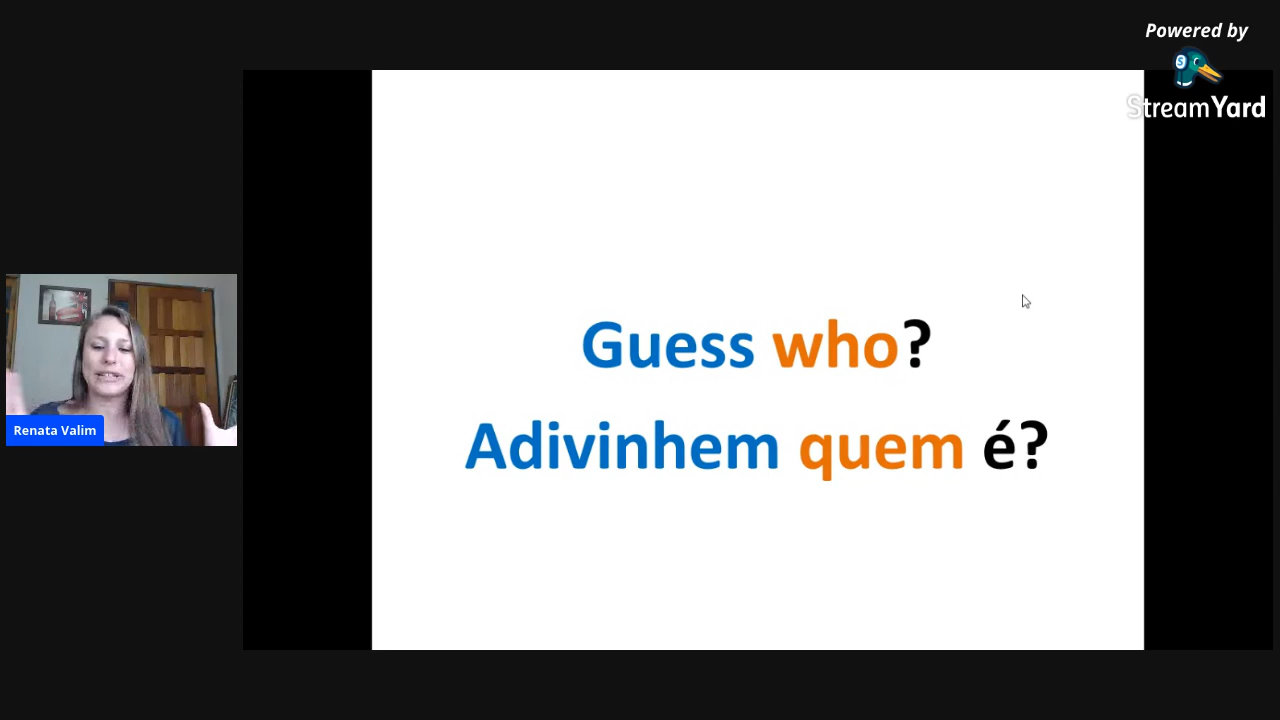 Powered by
StreamYard
Guess who?
Adivinhem quem é?
Renata Valim